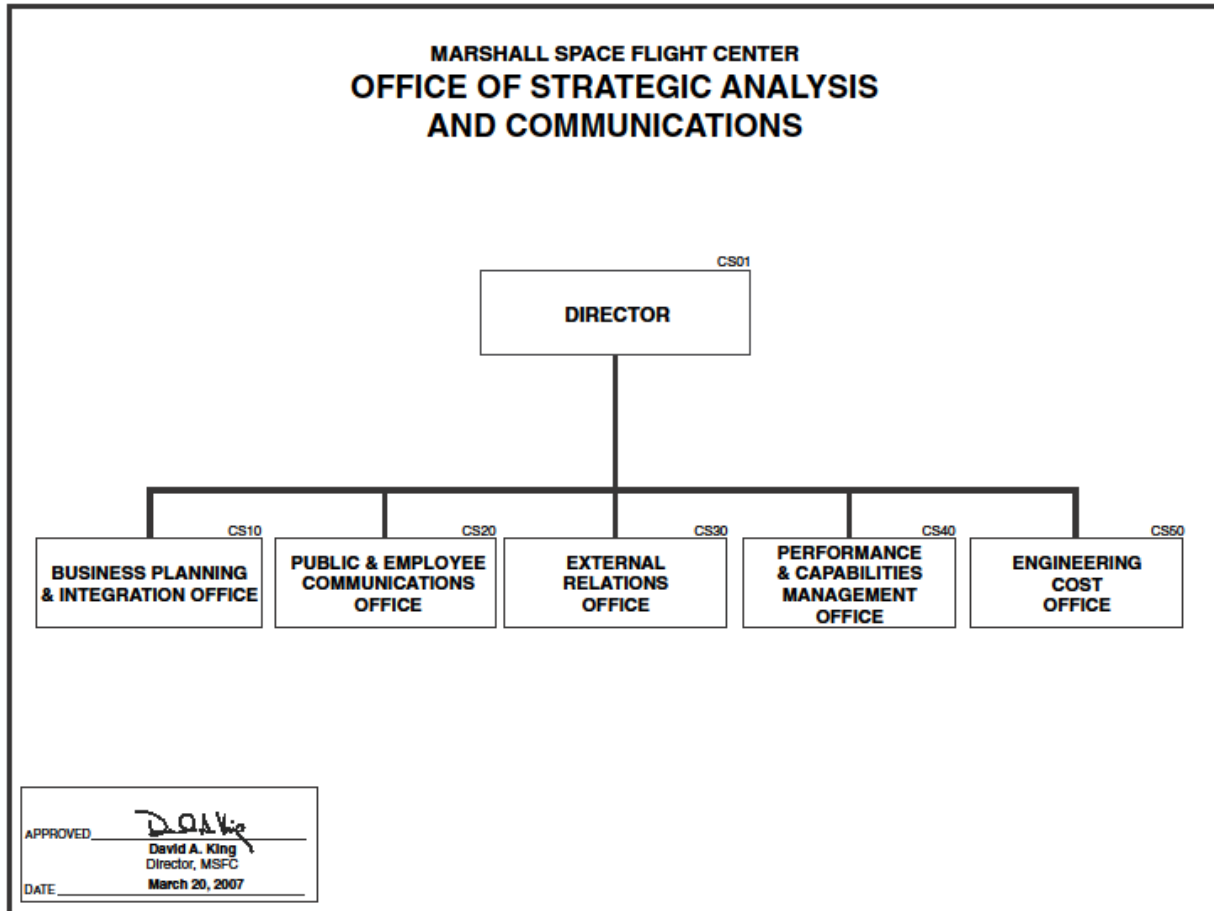 MARSHALL SPACE FLIGHT CENTER
OFFICE OF STRATEGIC ANALYSIS
AND COMMUNICATIONS
CS01
DIRECTOR
CS10
BUSINESS PLANNING
& INTEGRATION OFFICE
CS20
PUBLIC & EMPLOYEE
COMMUNICATIONS
OFFICE
CS30
EXTERNAL
RELATIONS
OFFICE
CS40
PERFORMANCE
& CAPABILITIES
MANAGEMENT
OFFICE
CS50
ENGINEERING
COST
OFFICE
APPROVED
David A. King
Director, MSFC
DATE March 20, 2007